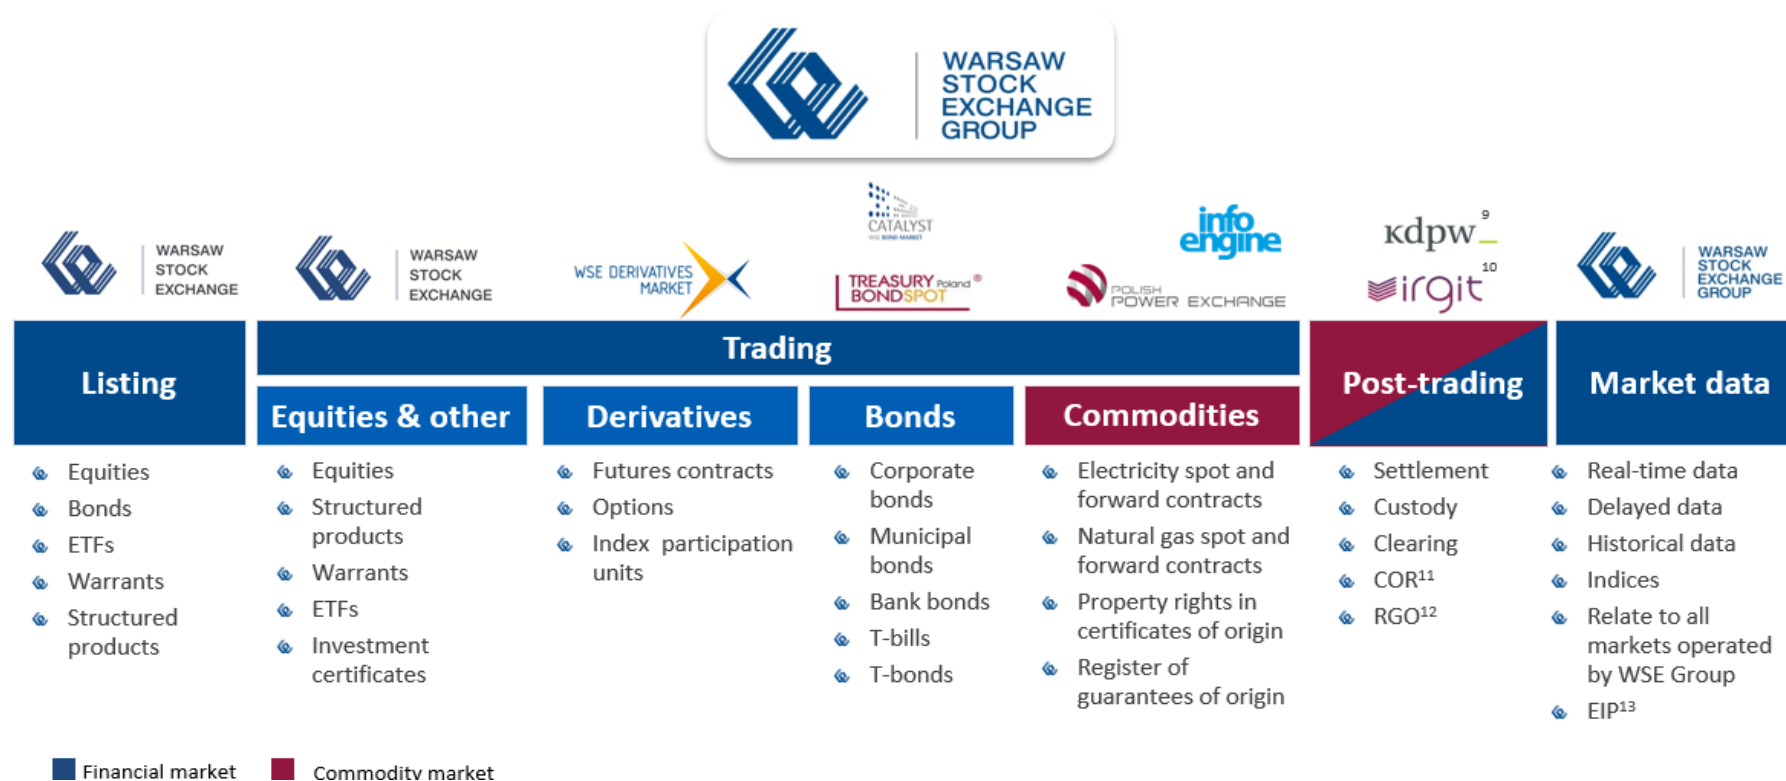 WARSAW
STOCK
EXCHANGE
GROUP
WARSAW
STOCK
EXCHANGE
WARSAW
STOCK
EXCHANGE
WSE DERIVATIVES
MARKET
CATALYST
WSE BOND MARKET
TREASURY Poland ®
BONDSPOT
info
engine
POLISH
POWER EXCHANGE
kdpw_ 9
irgit 10
WARSAW
STOCK
EXCHANGE
GROUP
Listing
Equities
Bonds
ETFs
Warrants
Structured
products
Trading
Equities & other
Equities
Structured
products
Warrants
ETFs
Investment
certificates
Derivatives
Futures contracts
Options
Index participation
units
Bonds
Corporate
bonds
Municipal
bonds
Bank bonds
T-bills
T-bonds
Commodities
Electricity spot and
forward contracts
Natural gas spot and
forward contracts
Property rights in
certificates of origin
Register of
guarantees of origin
Post-trading
Settlement
Custody
Clearing
COR¹¹
RGO¹²
Market data
Real-time data
Delayed data
Historical data
Indices
Relate to all
markets operated
by WSE Group
EIP¹³
Financial market
Commodity market